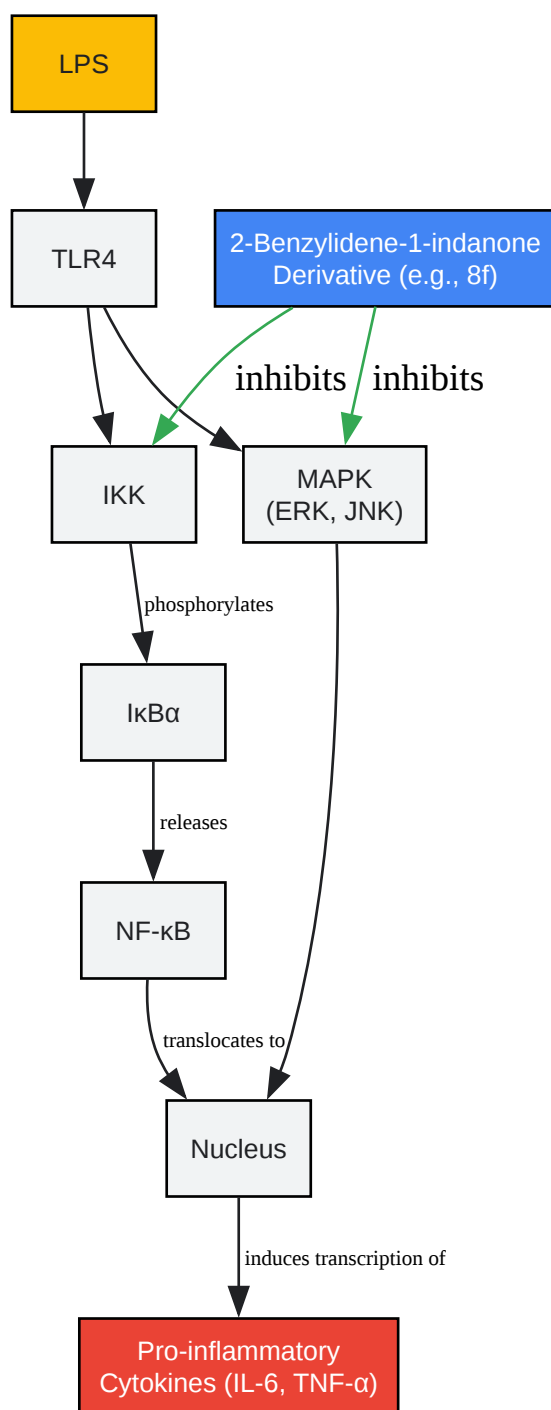 LPS
TLR4
2-Benzylidene-1-indanone
Derivative (e.g., 8f)
inhibits
inhibits
IKK
MAPK
(ERK, JNK)
phosphorylates
IκBα
releases
NF-κB
translocates to
Nucleus
induces transcription of
Pro-inflammatory
Cytokines (IL-6, TNF-α)